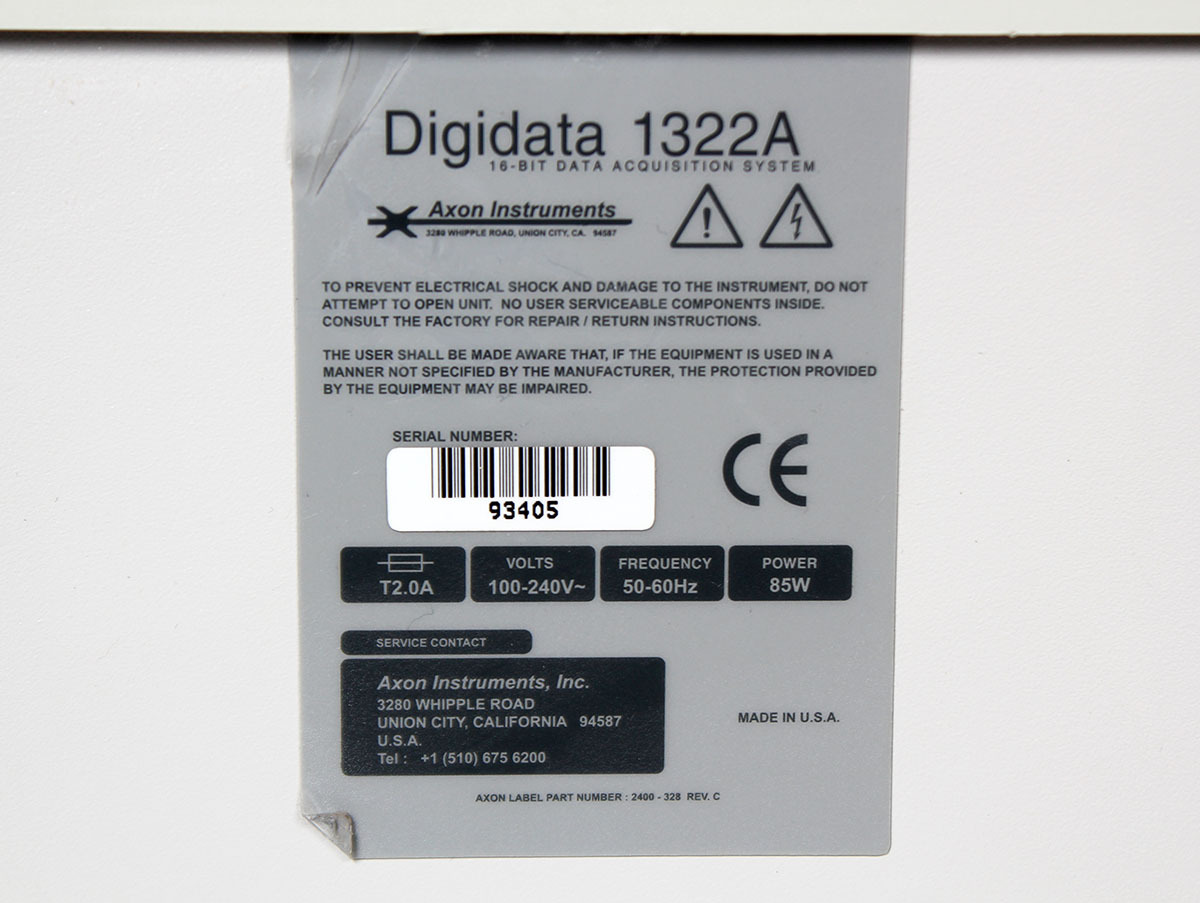 Digidata 1322A
16-BIT DATA ACQUISITION SYSTEM
Axon Instruments
3280 WHIPPLE ROAD, UNION CITY, CA. 94587
TO PREVENT ELECTRICAL SHOCK AND DAMAGE TO THE INSTRUMENT, DO NOT
ATTEMPT TO OPEN UNIT. NO USER SERVICEABLE COMPONENTS INSIDE.
CONSULT THE FACTORY FOR REPAIR / RETURN INSTRUCTIONS.
THE USER SHALL BE MADE AWARE THAT, IF THE EQUIPMENT IS USED IN A
MANNER NOT SPECIFIED BY THE MANUFACTURER, THE PROTECTION PROVIDED
BY THE EQUIPMENT MAY BE IMPAIRED.
SERIAL NUMBER:
93405
CE
T2.0A
VOLTS
100-240V~
FREQUENCY
50-60Hz
POWER
85W
SERVICE CONTACT
Axon Instruments, Inc.
3280 WHIPPLE ROAD
UNION CITY, CALIFORNIA 94587
U.S.A.
Tel : +1 (510) 675 6200
MADE IN U.S.A.
AXON LABEL PART NUMBER : 2400 - 328 REV. C